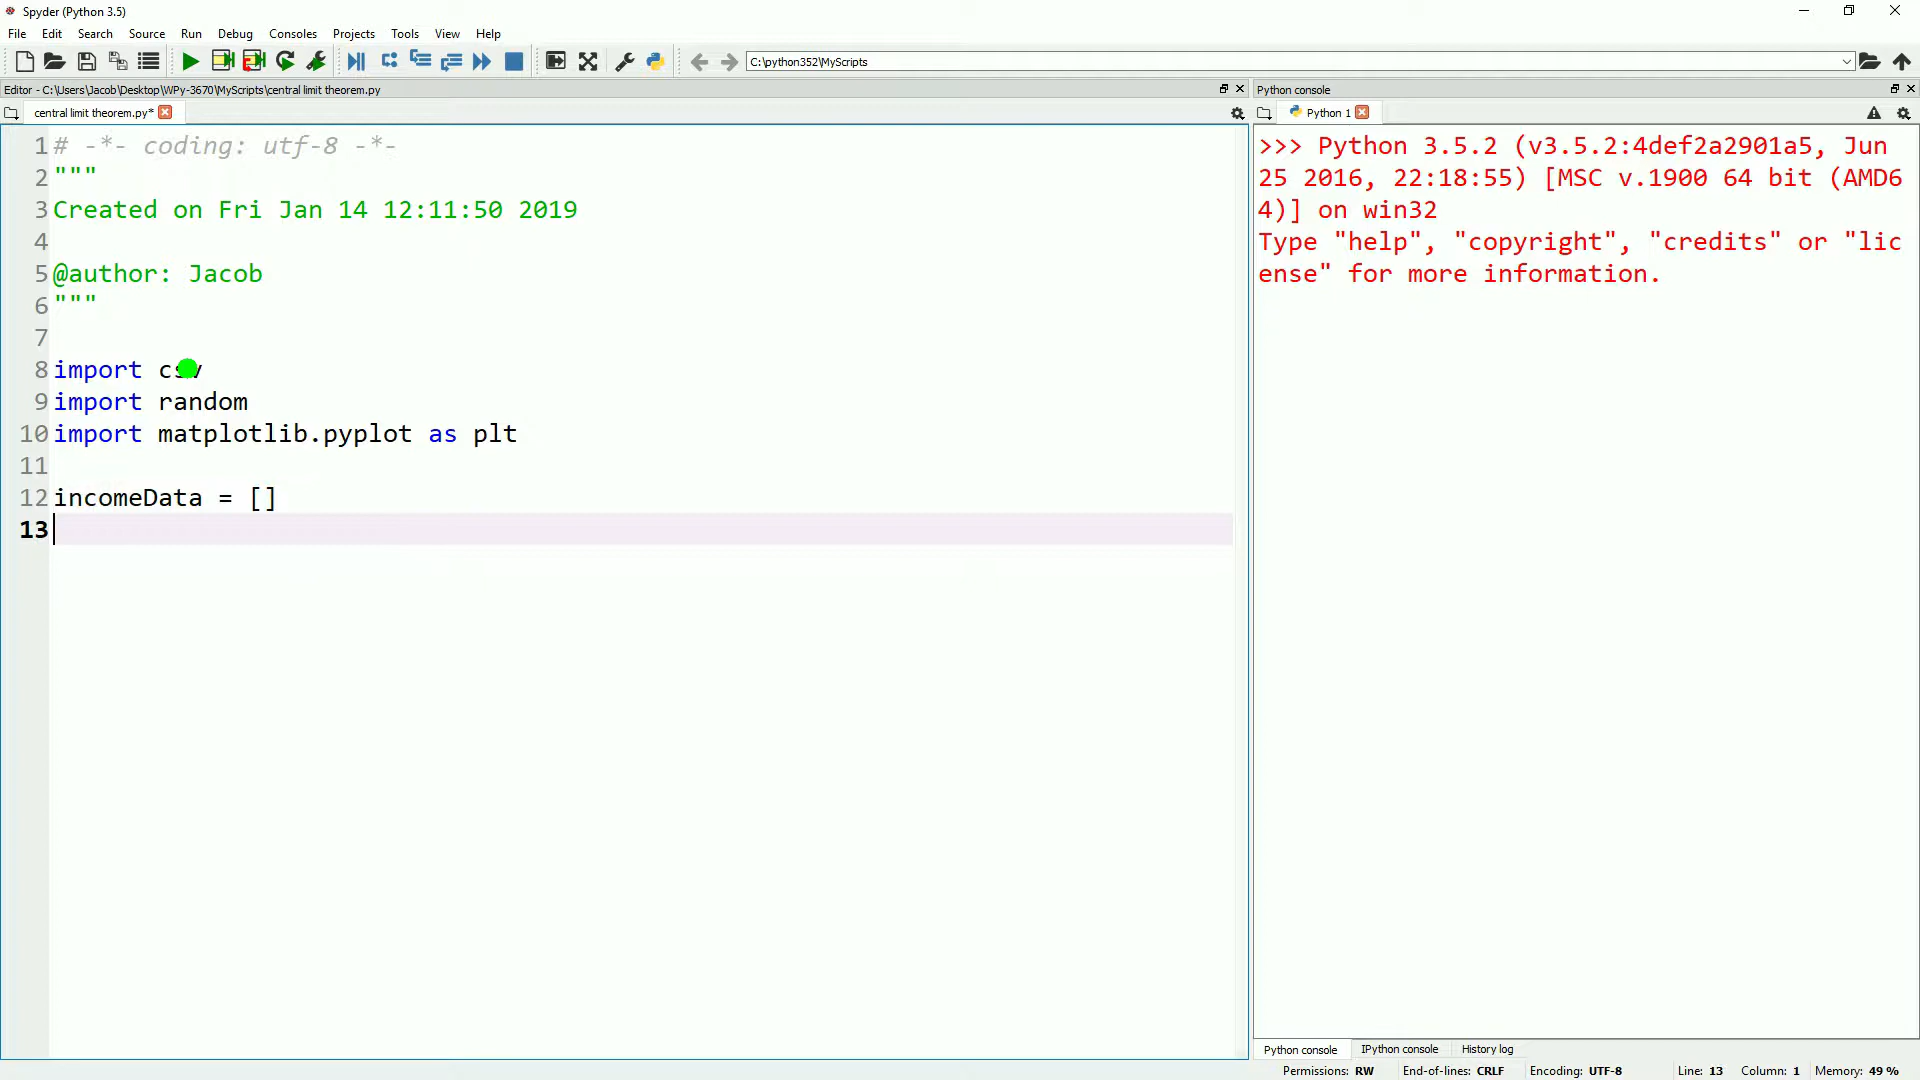 Spyder (Python 3.5)
File Edit Search Source Run Debug Consoles Projects Tools View Help
C:\python352\MyScripts
Editor - C:\Users\Jacob\Desktop\WPy-3670\MyScripts\central limit theorem.py
central limit theorem.py*
1 # -*- coding: utf-8 -*-
2 """
3 Created on Fri Jan 14 12:11:50 2019
4
5 @author: Jacob
6 """
7
8 import csv
9 import random
10 import matplotlib.pyplot as plt
11
12 incomeData = []
13
Python console
Python 1
>>> Python 3.5.2 (v3.5.2:4def2a2901a5, Jun
25 2016, 22:18:55) [MSC v.1900 64 bit (AMD6
4)] on win32
Type "help", "copyright", "credits" or "lic
ense" for more information.
Python console IPython console History log
Permissions: RW End-of-lines: CRLF Encoding: UTF-8 Line: 13 Column: 1 Memory: 49 %